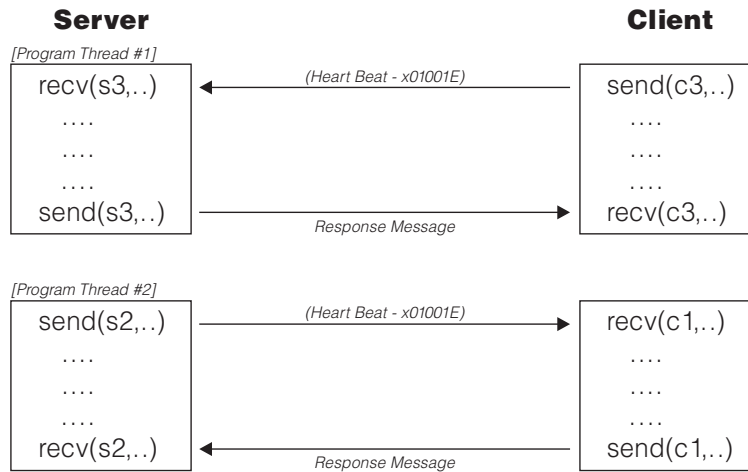 Server Client
[Program Thread #1]
recv(s3,..) (Heart Beat - x01001E) send(c3,..)
.... ....
.... ....
.... ....
send(s3,..) Response Message recv(c3,..)
[Program Thread #2]
send(s2,..) (Heart Beat - x01001E) recv(c1,..)
.... ....
.... ....
.... ....
recv(s2,..) Response Message send(c1,..)